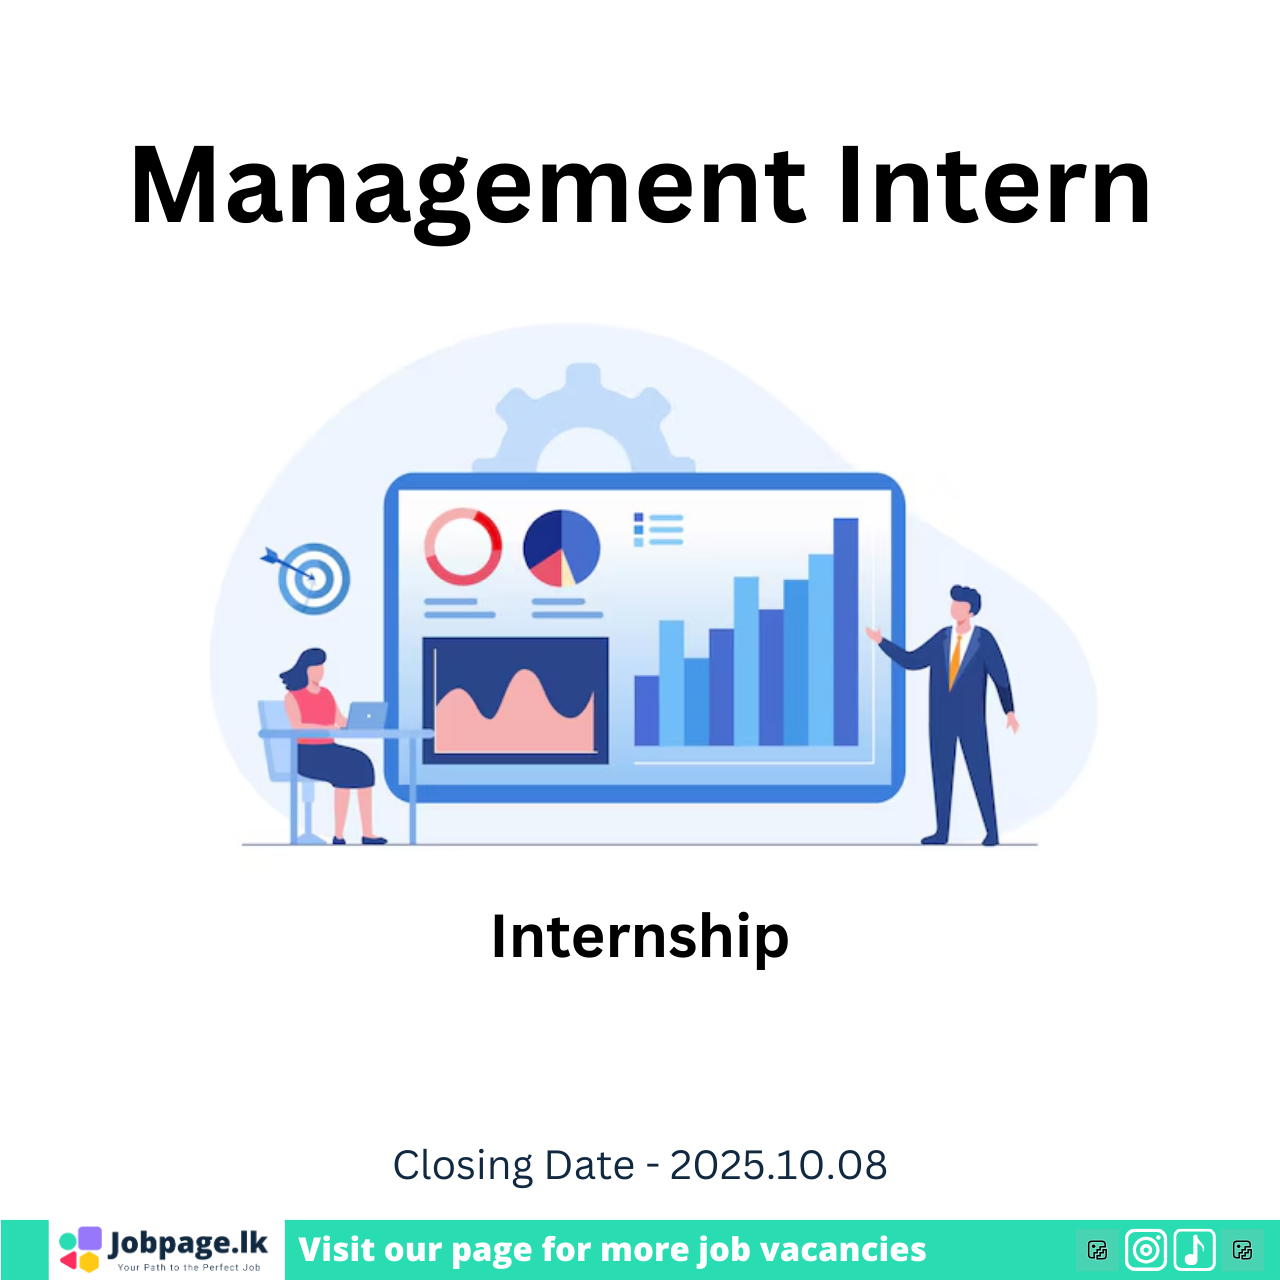 Management Intern
Internship
Closing Date - 2025.10.08
Jobpage.lk
Your Path to the Perfect Job
Visit our page for more job vacancies